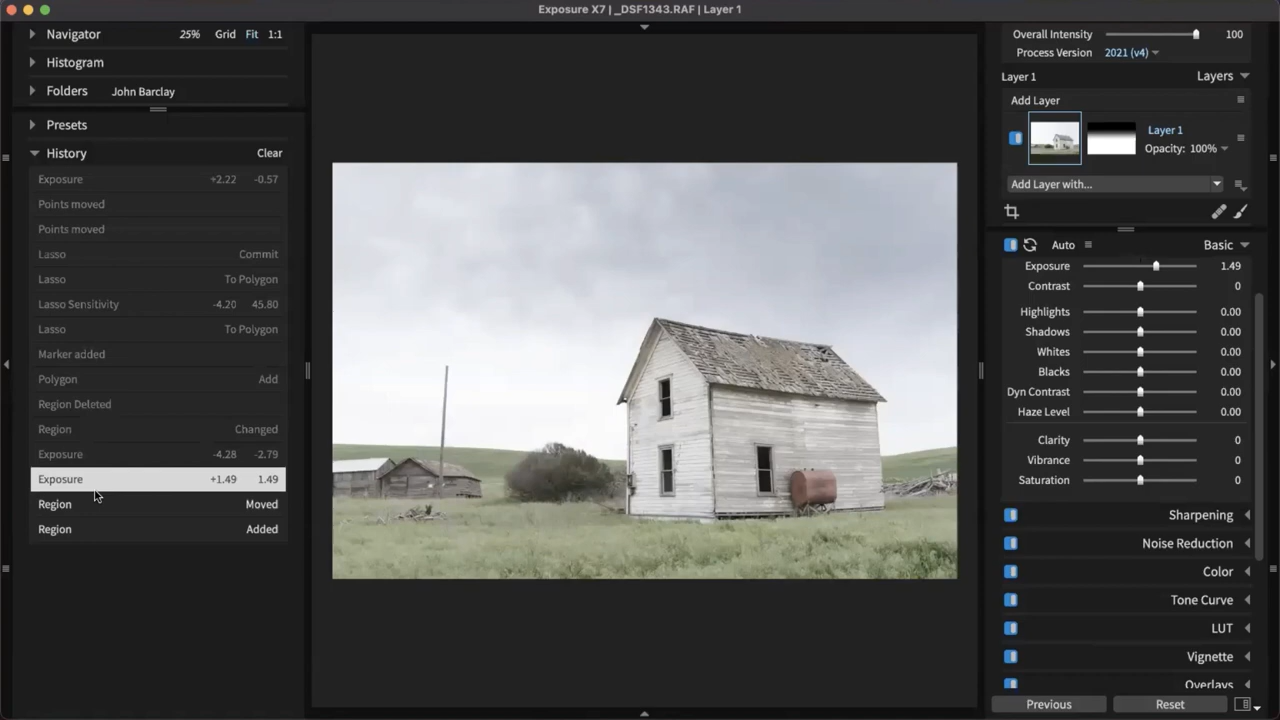 Exposure X7 | _DSF1343.RAF | Layer 1
Navigator 25% Grid Fit 1:1
Histogram
Folders John Barclay
Presets
History Clear
Exposure +2.22 -0.57
Points moved
Points moved
Lasso Commit
Lasso To Polygon
Lasso Sensitivity -4.20 45.80
Lasso To Polygon
Marker added
Polygon Add
Region Deleted
Region Changed
Exposure -4.28 -2.79
Exposure +1.49 1.49
Region Moved
Region Added
Overall Intensity 100
Process Version 2021 (v4)
Layer 1 Layers
Add Layer
Layer 1
Opacity: 100%
Add Layer with...
Auto Basic
Exposure 1.49
Contrast 0
Highlights 0.00
Shadows 0.00
Whites 0.00
Blacks 0.00
Dyn Contrast 0.00
Haze Level 0.00
Clarity 0
Vibrance 0
Saturation 0
Sharpening
Noise Reduction
Color
Tone Curve
LUT
Vignette
Overlays
Previous Reset